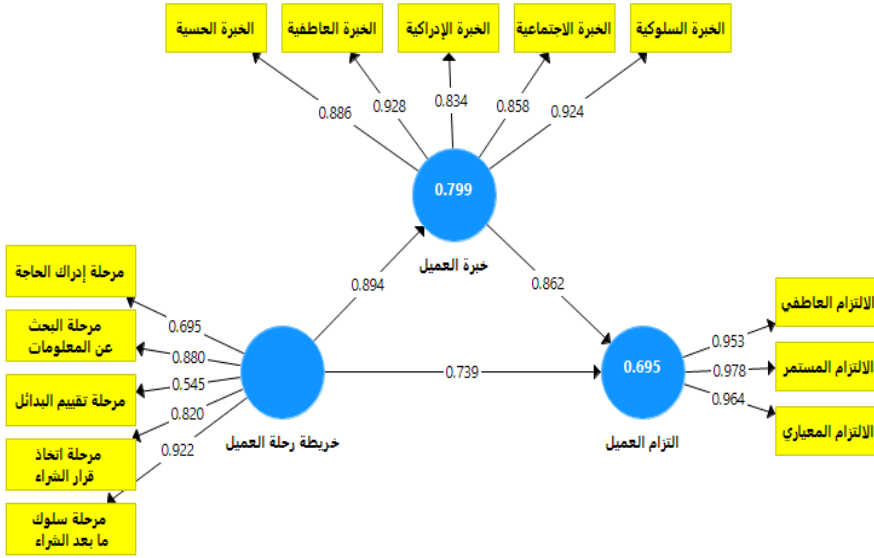 الخبرة السلوكية
الخبرة الاجتماعية
الخبرة الإدراكية
الخبرة العاطفية
الخبرة الحسية
0.886
0.928
0.834
0.858
0.924
0.799
خبرة العميل
0.894
0.862
مرحلة إدراك الحاجة
مرحلة البحث
عن المعلومات
مرحلة تقييم البدائل
مرحلة اتخاذ
قرار الشراء
مرحلة سلوك
ما بعد الشراء
0.695
0.880
0.545
0.820
0.922
خريطة رحلة العميل
0.739
0.695
التزام العميل
0.953
0.978
0.964
الالتزام العاطفي
الالتزام المستمر
الالتزام المعياري